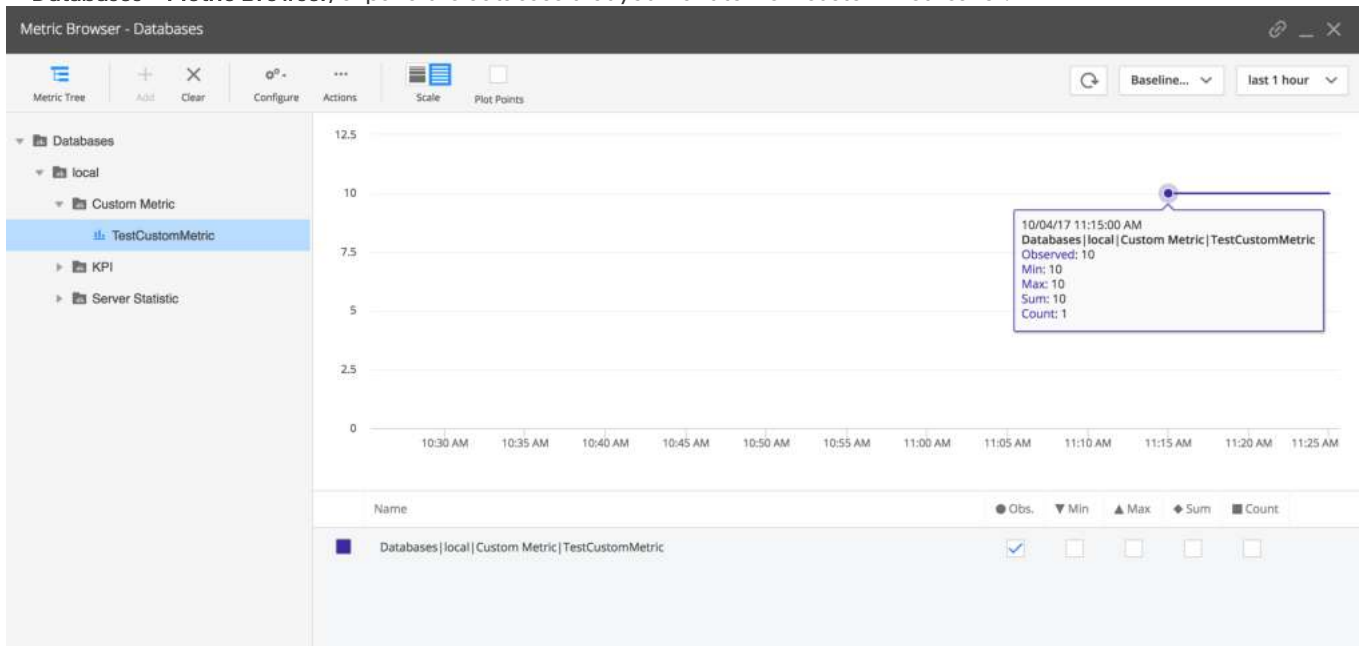 Metric Browser - Databases
Metric Tree
Add
Clear
Configure
Actions
Scale
Plot Points
Baseline...
last 1 hour
Databases
local
Custom Metric
TestCustomMetric
KPI
Server Statistic
12.5
10
7.5
5
2.5
0
10/04/17 11:15:00 AM
Databases|local|Custom Metric|TestCustomMetric
Observed: 10
Min: 10
Max: 10
Sum: 10
Count: 1
10:30 AM 10:35 AM 10:40 AM 10:45 AM 10:50 AM 10:55 AM 11:00 AM 11:05 AM 11:10 AM 11:15 AM 11:20 AM 11:25 AM
Name Obs. Min Max Sum Count
Databases|local|Custom Metric|TestCustomMetric